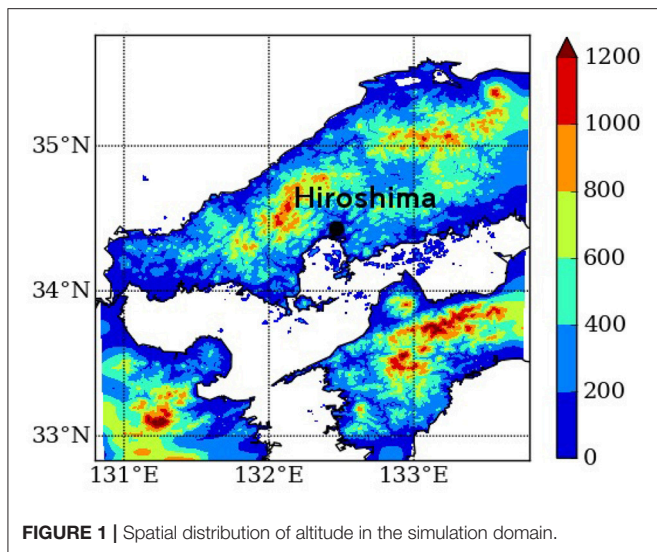 1200
1000
800
600
400
200
0
35°N
34°N
33°N
131°E 132°E 133°E
Hiroshima
FIGURE 1 | Spatial distribution of altitude in the simulation domain.